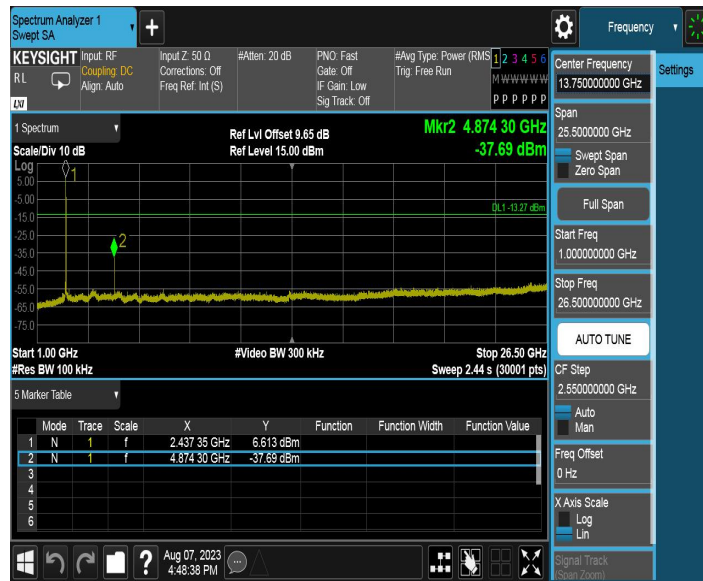 Spectrum Analyzer 1
Swept SA
Frequency
KEYSIGHT
RL
LXI
Input: RF
Coupling: DC
Align: Auto
Input Z: 50 Ω
Corrections: Off
Freq Ref: Int (S)
#Atten: 20 dB
PNO: Fast
Gate: Off
IF Gain: Low
Sig Track: Off
#Avg Type: Power (RMS
Trig: Free Run
1 2 3 4 5 6
M W W W W W
P P P P P P
1 Spectrum
Scale/Div 10 dB
Ref Lvl Offset 9.65 dB
Ref Level 15.00 dBm
Mkr2 4.874 30 GHz
-37.69 dBm
Log
5.00
-5.00
-15.0
-25.0
-35.0
-45.0
-55.0
-65.0
-75.0
1
2
DL1 -13.27 dBm
Start 1.00 GHz
#Res BW 100 kHz
#Video BW 300 kHz
Stop 26.50 GHz
Sweep 2.44 s (30001 pts)
5 Marker Table
Mode Trace Scale X Y Function Function Width Function Value
1 N 1 f 2.437 35 GHz 6.613 dBm
2 N 1 f 4.874 30 GHz -37.69 dBm
3
4
5
6
?
Aug 07, 2023
4:48:38 PM
Center Frequency
13.750000000 GHz
Settings
Span
25.5000000 GHz
Swept Span
Zero Span
Full Span
Start Freq
1.000000000 GHz
Stop Freq
26.500000000 GHz
AUTO TUNE
CF Step
2.550000000 GHz
Auto
Man
Freq Offset
0 Hz
X Axis Scale
Log
Lin
Signal Track
(Span Zoom)